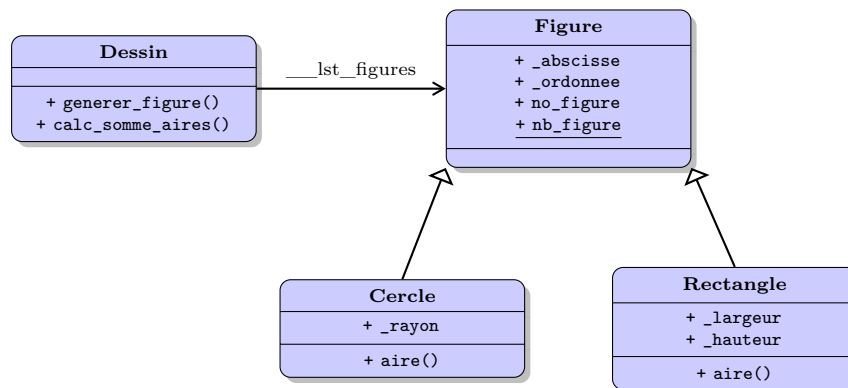 Dessin
+ generer_figure()
+ calc_somme_aires()
__lst_figures
Figure
+ _abscisse
+ _ordonnee
+ no_figure
+ nb_figure
Cercle
+ _rayon
+ aire()
Rectangle
+ _largeur
+ _hauteur
+ aire()